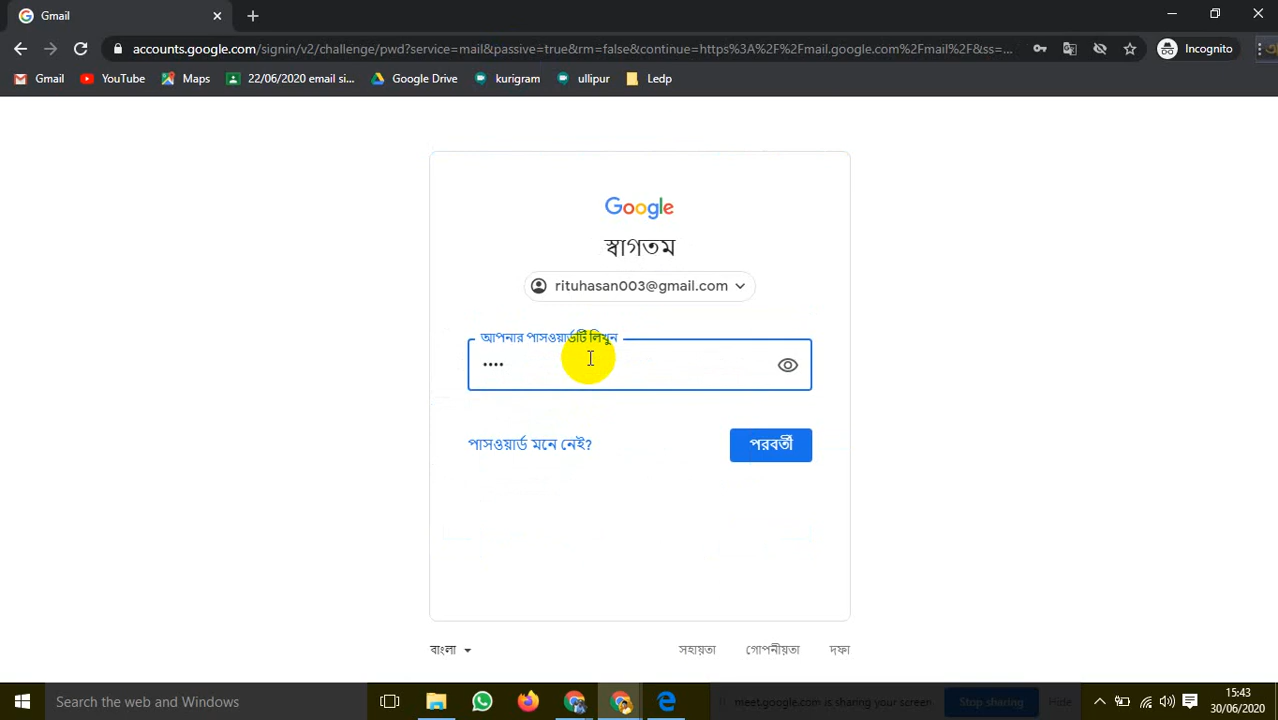 Gmail
accounts.google.com/signin/v2/challenge/pwd?service=mail&passive=true&rm=false&continue=https%3A%2F%2Fmail.google.com%2Fmail%2F&ss=...
Incognito
Gmail YouTube Maps 22/06/2020 email si... Google Drive kurigram ullipur Ledp
Google
স্বাগতম
rituhasan003@gmail.com
আপনার পাসওয়ার্ডটি লিখুন
••••
পাসওয়ার্ড মনে নেই?
পরবর্তী
বাংলা সহায়তা গোপনীয়তা দফা
Search the web and Windows
meet.google.com is sharing your screen. Stop sharing Hide
15:43
30/06/2020